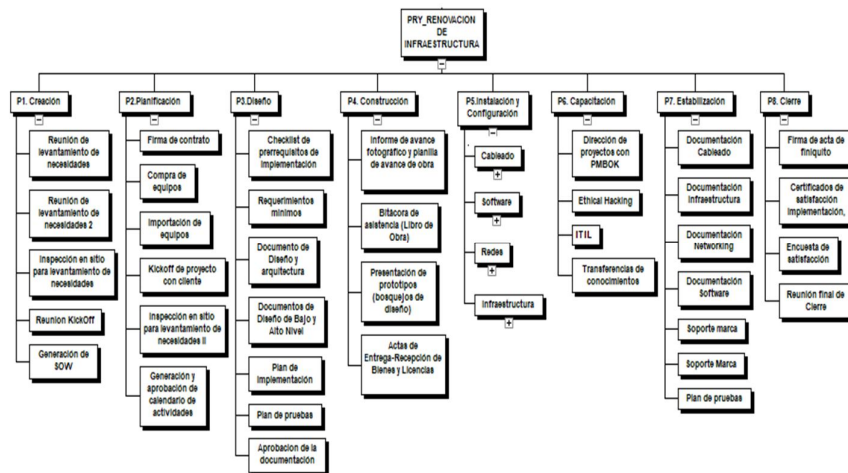 PRY_RENOVACION
DE
INFRAESTRUCTURA
P1. Creación
Reunión de
levantamiento de
necesidades
Reunión de
levantamiento de
necesidades 2
Inspección en sitio
para levantamiento de
necesidades
Reunion KickOff
Generación de
SOW
P2.Planificación
Firma de contrato
Compra de
equipos
Importación de
equipos
Kickoff de proyecto
con cliente
Inspección en sitio
para levantamiento de
necesidades II
Generación y
aprobación de
calendario de
actividades
P3.Diseño
Checklist de
prerrequisitos de
implementación
Requerimientos
minimos
Documento de
Diseño y
arquitectura
Documentos de
Diseño de Bajo y
Alto Nivel
Plan de
Implementación
Plan de pruebas
Aprobacion de la
documentación
P4. Construcción
Informe de avance
fotográfico y planilla
de avance de obra
Bitácora de
asistencia (Libro de
Obra)
Presentación de
prototipos
(bosquejos de
diseño)
Actas de
Entrega-Recepción de
Bienes y Licencias
P5.Instalación y
Configuración
Cableado
Software
Redes
Infraestructura
P6. Capacitación
Dirección de
proyectos con
PMBOK
Ethical Hacking
ITIL
Transferencias de
conocimientos
P7. Estabilización
Documentación
Cableado
Documentación
Infraestructura
Documentación
Networking
Documentación
Software
Soporte marca
Soporte Marca
Plan de pruebas
P8. Cierre
Firma de acta de
finiquito
Certificados de
satisfacción
Implementación,
Encuesta de
satisfacción
Reunión final de
Cierre